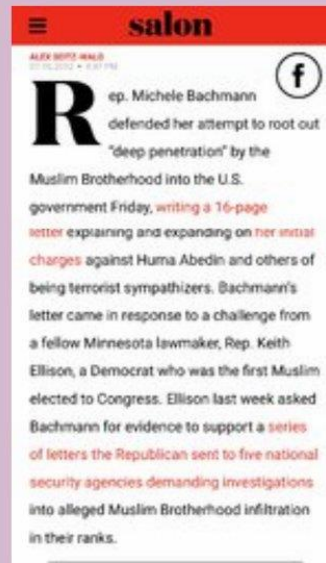 salon
ALEX SEITZ-WALD
f
Rep. Michele Bachmann
defended her attempt to root out
"deep penetration" by the
Muslim Brotherhood into the U.S.
government Friday, writing a 16-page
letter explaining and expanding on her initial
charges against Huma Abedin and others of
being terrorist sympathizers. Bachmann's
letter came in response to a challenge from
a fellow Minnesota lawmaker, Rep. Keith
Ellison, a Democrat who was the first Muslim
elected to Congress. Ellison last week asked
Bachmann for evidence to support a series
of letters the Republican sent to five national
security agencies demanding investigations
into alleged Muslim Brotherhood infiltration
in their ranks.